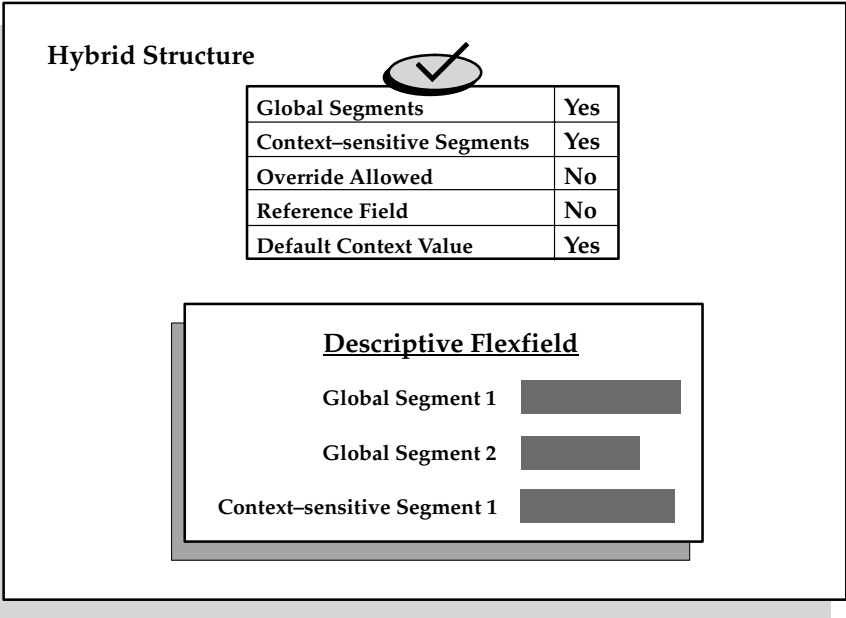 Hybrid Structure
Global Segments Yes
Context–sensitive Segments Yes
Override Allowed No
Reference Field No
Default Context Value Yes
Descriptive Flexfield
Global Segment 1
Global Segment 2
Context–sensitive Segment 1